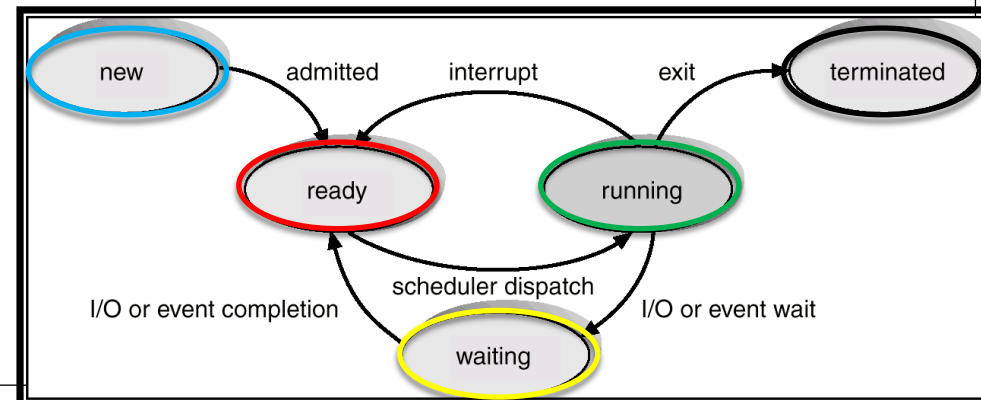 new
admitted
interrupt
exit
terminated
ready
running
scheduler dispatch
I/O or event completion
I/O or event wait
waiting